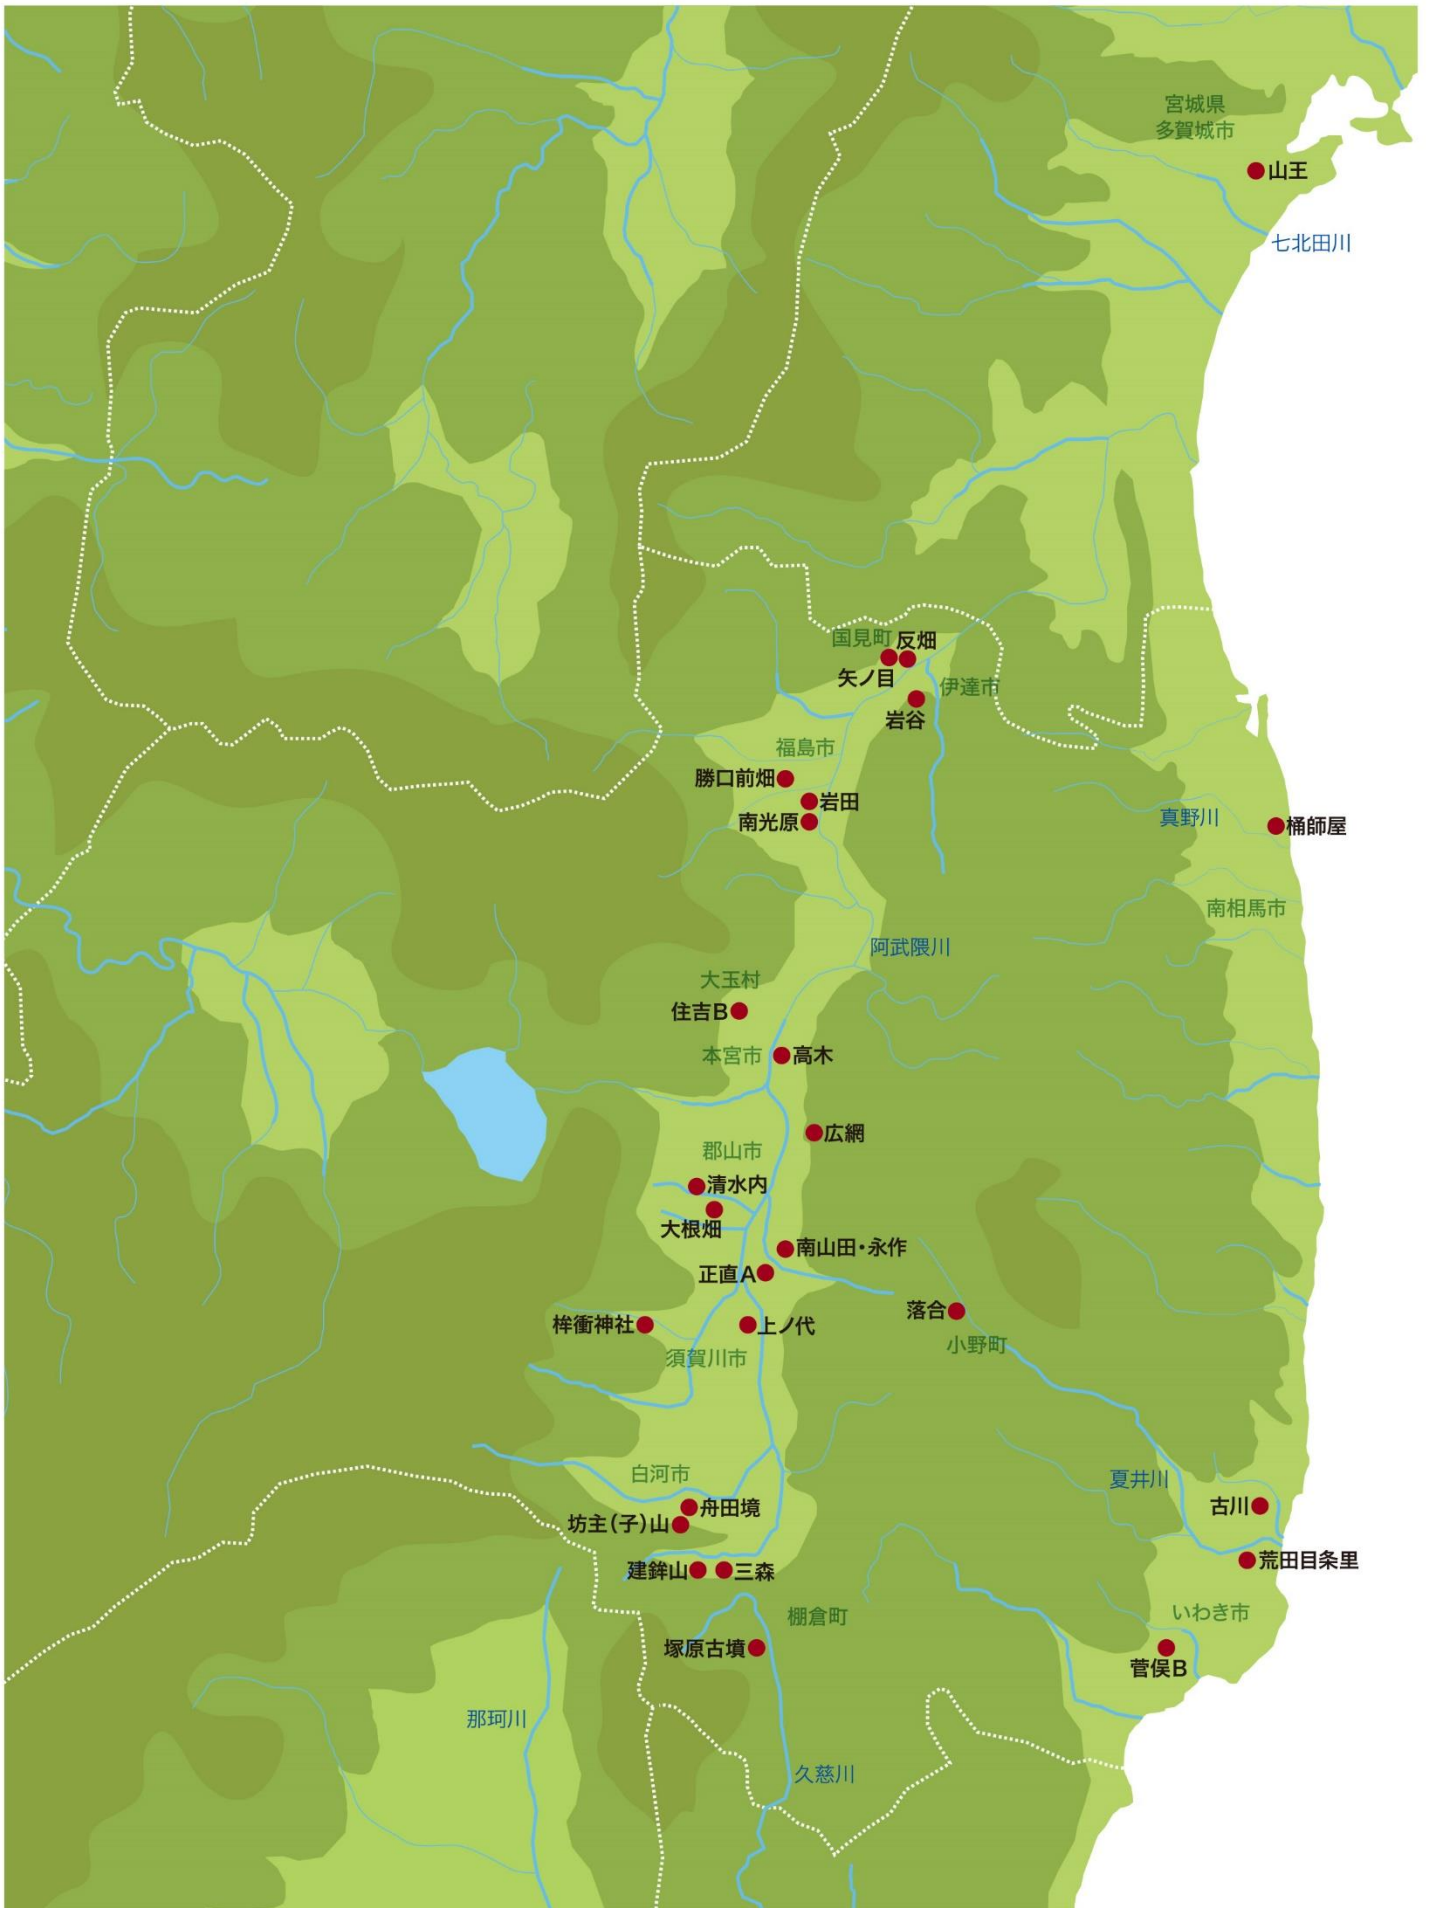 宮城県
多賀城市
山王
七北田川
国見町
反畑
矢ノ目
伊達市
岩谷
福島市
勝口前畑
岩田
南光原
真野川
桶師屋
南相馬市
阿武隈川
大玉村
住吉B
本宮市
高木
広網
郡山市
清水内
大根畑
南山田・永作
正直A
落合
桙衝神社
上ノ代
小野町
須賀川市
白河市
夏井川
舟田境
古川
坊主(子)山
荒田目条里
建鉾山
三森
棚倉町
いわき市
塚原古墳
菅俣B
那珂川
久慈川